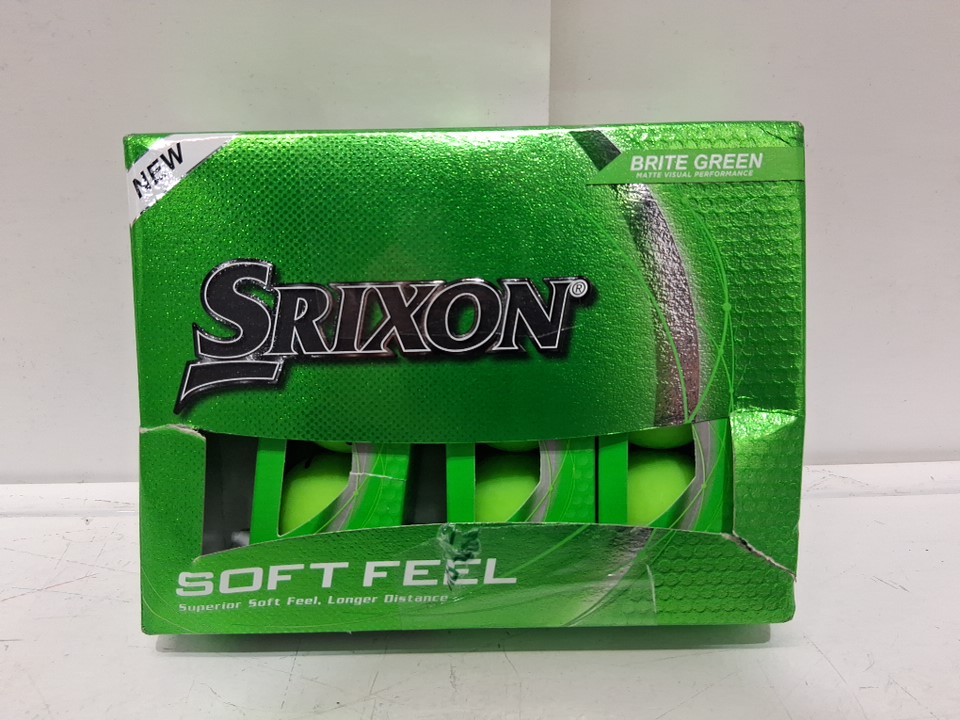 NEW
BRITE GREEN
MATTE VISUAL PERFORMANCE
SRIXON®
SOFT FEEL
Superior Soft Feel, Longer Distance